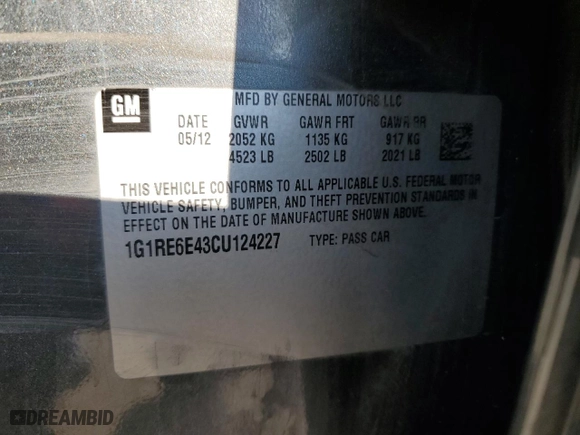 GM
MFD BY GENERAL MOTORS LLC
DATE GVWR GAWR FRT GAWR RR
05/12 2052 KG 1135 KG 917 KG
4523 LB 2502 LB 2021 LB
THIS VEHICLE CONFORMS TO ALL APPLICABLE U.S. FEDERAL MOTOR
VEHICLE SAFETY, BUMPER, AND THEFT PREVENTION STANDARDS IN
EFFECT ON THE DATE OF MANUFACTURE SHOWN ABOVE.
1G1RE6E43CU124227 TYPE: PASS CAR
DREAMBID